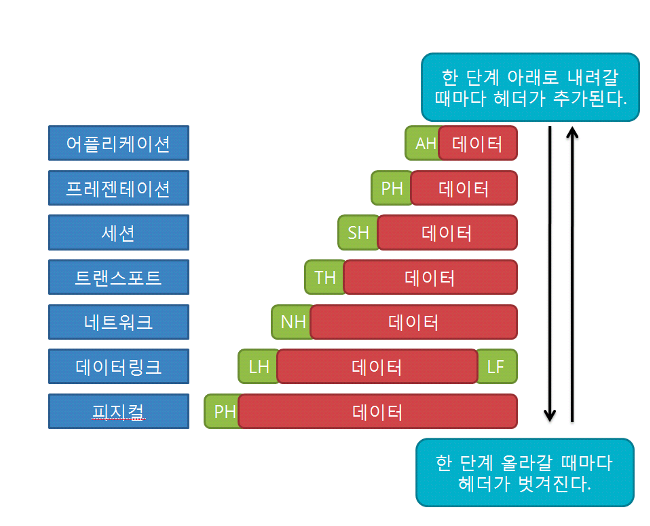 한 단계 아래로 내려갈
때마다 헤더가 추가된다.
어플리케이션 AH 데이터
프레젠테이션 PH 데이터
세션 SH 데이터
트랜스포트 TH 데이터
네트워크 NH 데이터
데이터링크 LH 데이터 LF
피지컬 PH 데이터
한 단계 올라갈 때마다
헤더가 벗겨진다.